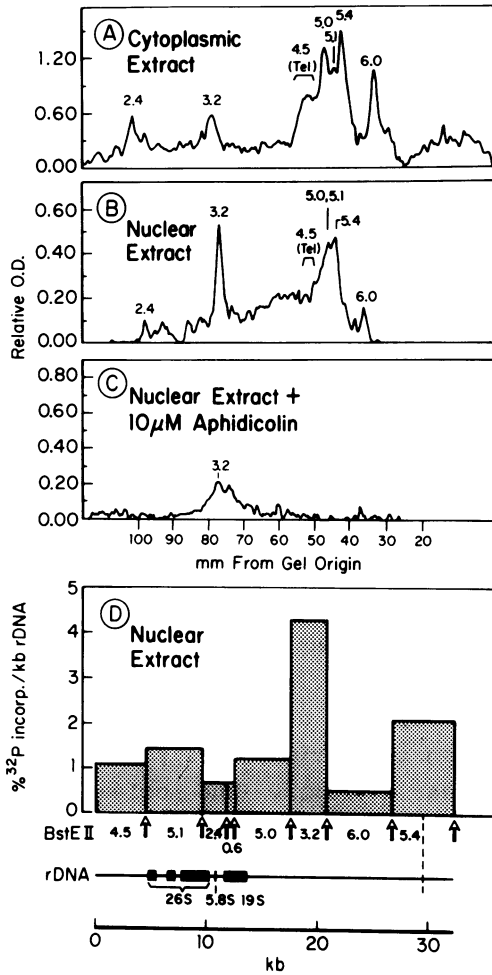 A Cytoplasmic Extract
1.20
0.60
0.00
2.4
3.2
4.5 (Tel)
5.0
5.1
5.4
6.0
B Nuclear Extract
0.60
0.40
0.20
0.00
2.4
3.2
4.5 (Tel)
5.0, 5.1
5.4
6.0
Relative O.D.
C Nuclear Extract + 10μM Aphidicolin
0.80
0.60
0.40
0.20
0.00
3.2
100 90 80 70 60 50 40 30 20
mm From Gel Origin
D Nuclear Extract
% ³²P incorp./kb rDNA
5
4
3
2
1
0
BstE II 4.5 5.1 2.4 0.6 5.0 3.2 6.0 5.4
rDNA
26S 5.8S 19S
0 10 20 30
kb